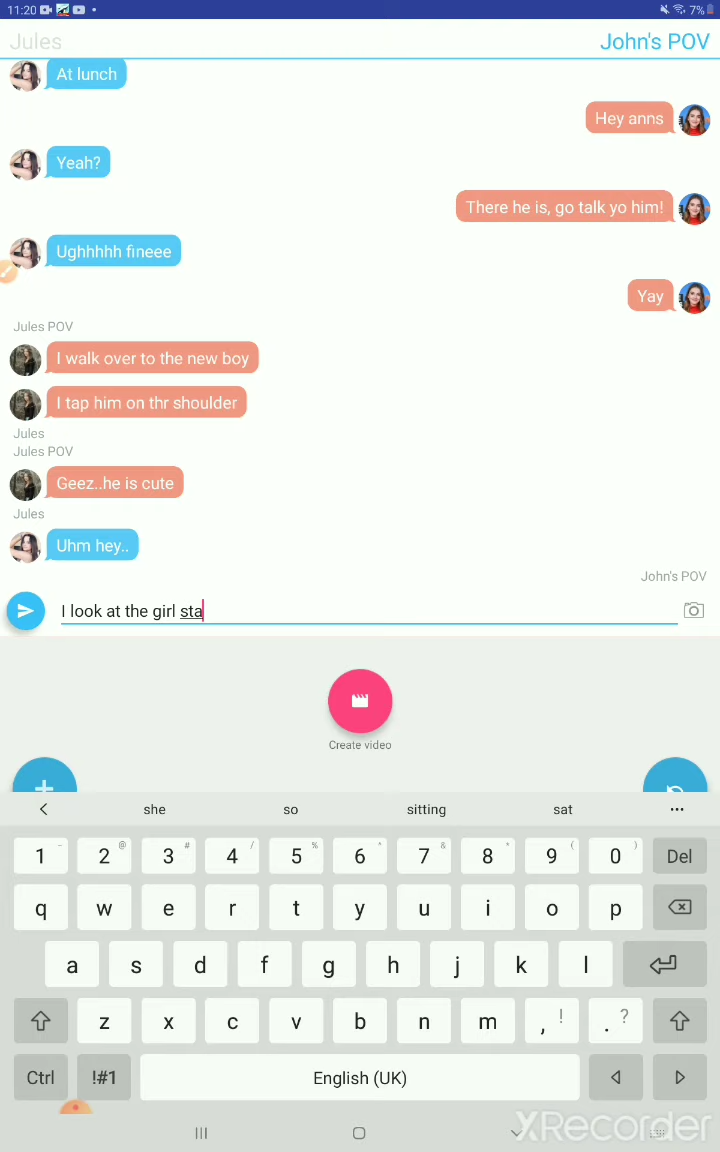 11:20
7%
Jules
John's POV
At lunch
Hey anns
Yeah?
There he is, go talk yo him!
Ughhhhh fineee
Yay
Jules POV
I walk over to the new boy
I tap him on thr shoulder
Jules
Jules POV
Geez..he is cute
Jules
Uhm hey..
John's POV
I look at the girl sta
Create video
she so sitting sat
1 2 @ 3 # 4 / 5 % 6 ^ 7 & 8 * 9 ( 0 ) Del
q w e r t y u i o p
a s d f g h j k l
z x c v b n m , ! . ?
Ctrl !#1 English (UK)
XRecorder